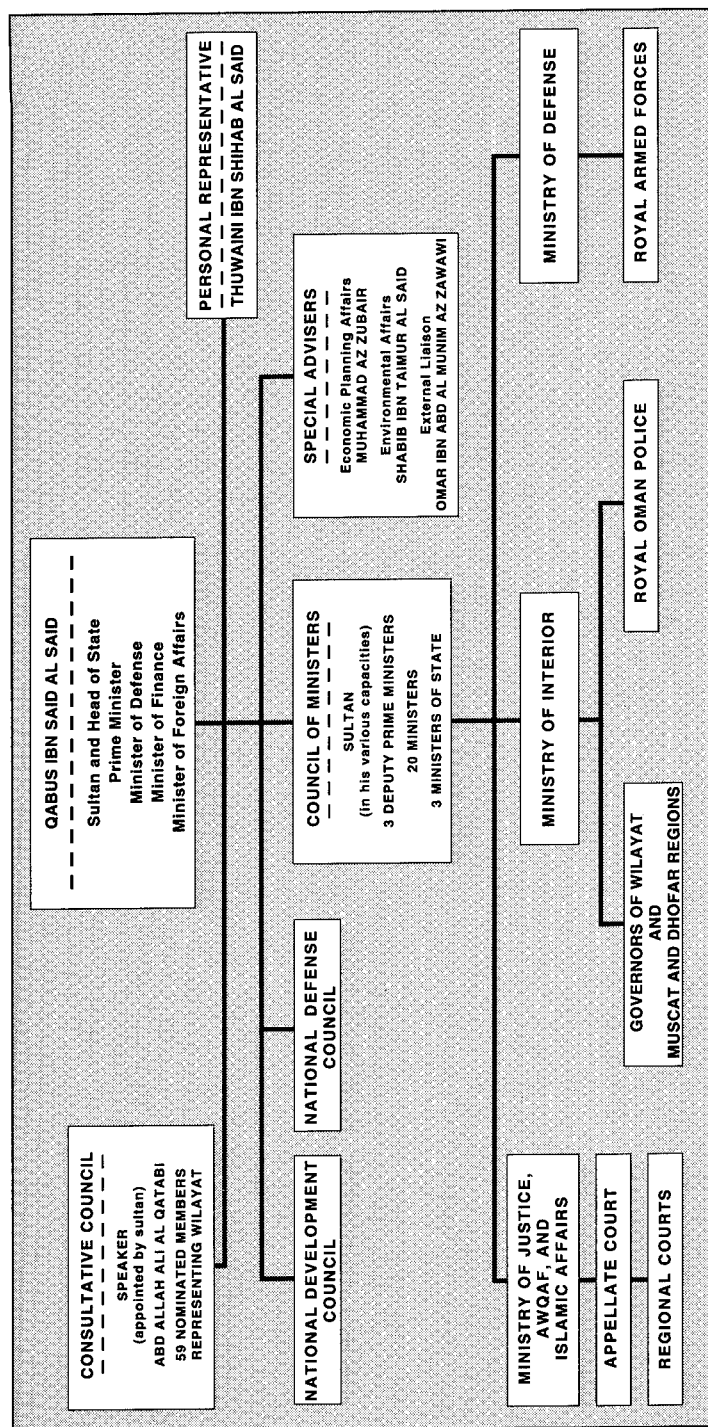 QABUS IBN SAID AL SAID
Sultan and Head of State
Prime Minister
Minister of Defense
Minister of Finance
Minister of Foreign Affairs
CONSULTATIVE COUNCIL
SPEAKER
(appointed by sultan)
ABD ALLAH ALI AL QATABI
59 NOMINATED MEMBERS
REPRESENTING WILAYAT
PERSONAL REPRESENTATIVE
THUWAINI IBN SHIHAB AL SAID
NATIONAL DEVELOPMENT
COUNCIL
NATIONAL DEFENSE
COUNCIL
COUNCIL OF MINISTERS
SULTAN
(in his various capacities)
3 DEPUTY PRIME MINISTERS
20 MINISTERS
3 MINISTERS OF STATE
SPECIAL ADVISERS
Economic Planning Affairs
MUHAMMAD AZ ZUBAIR
Environmental Affairs
SHABIB IBN TAIMUR AL SAID
External Liaison
OMAR IBN ABD AL MUNIM AZ ZAWAWI
MINISTRY OF JUSTICE,
AWQAF, AND
ISLAMIC AFFAIRS
APPELLATE COURT
REGIONAL COURTS
MINISTRY OF INTERIOR
GOVERNORS OF WILAYAT
AND
MUSCAT AND DHOFAR REGIONS
ROYAL OMAN POLICE
MINISTRY OF DEFENSE
ROYAL ARMED FORCES